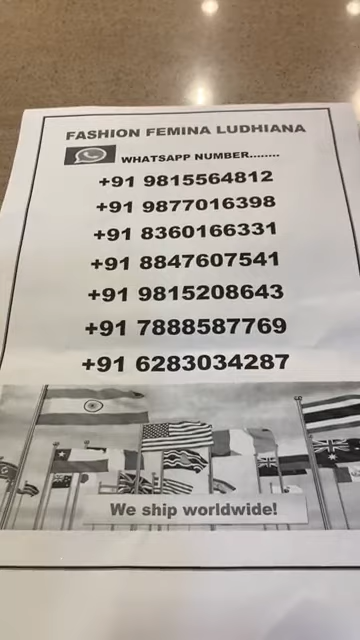 FASHION FEMINA LUDHIANA
WHATSAPP NUMBER........
+91 9815564812
+91 9877016398
+91 8360166331
+91 8847607541
+91 9815208643
+91 7888587769
+91 6283034287
We ship worldwide!